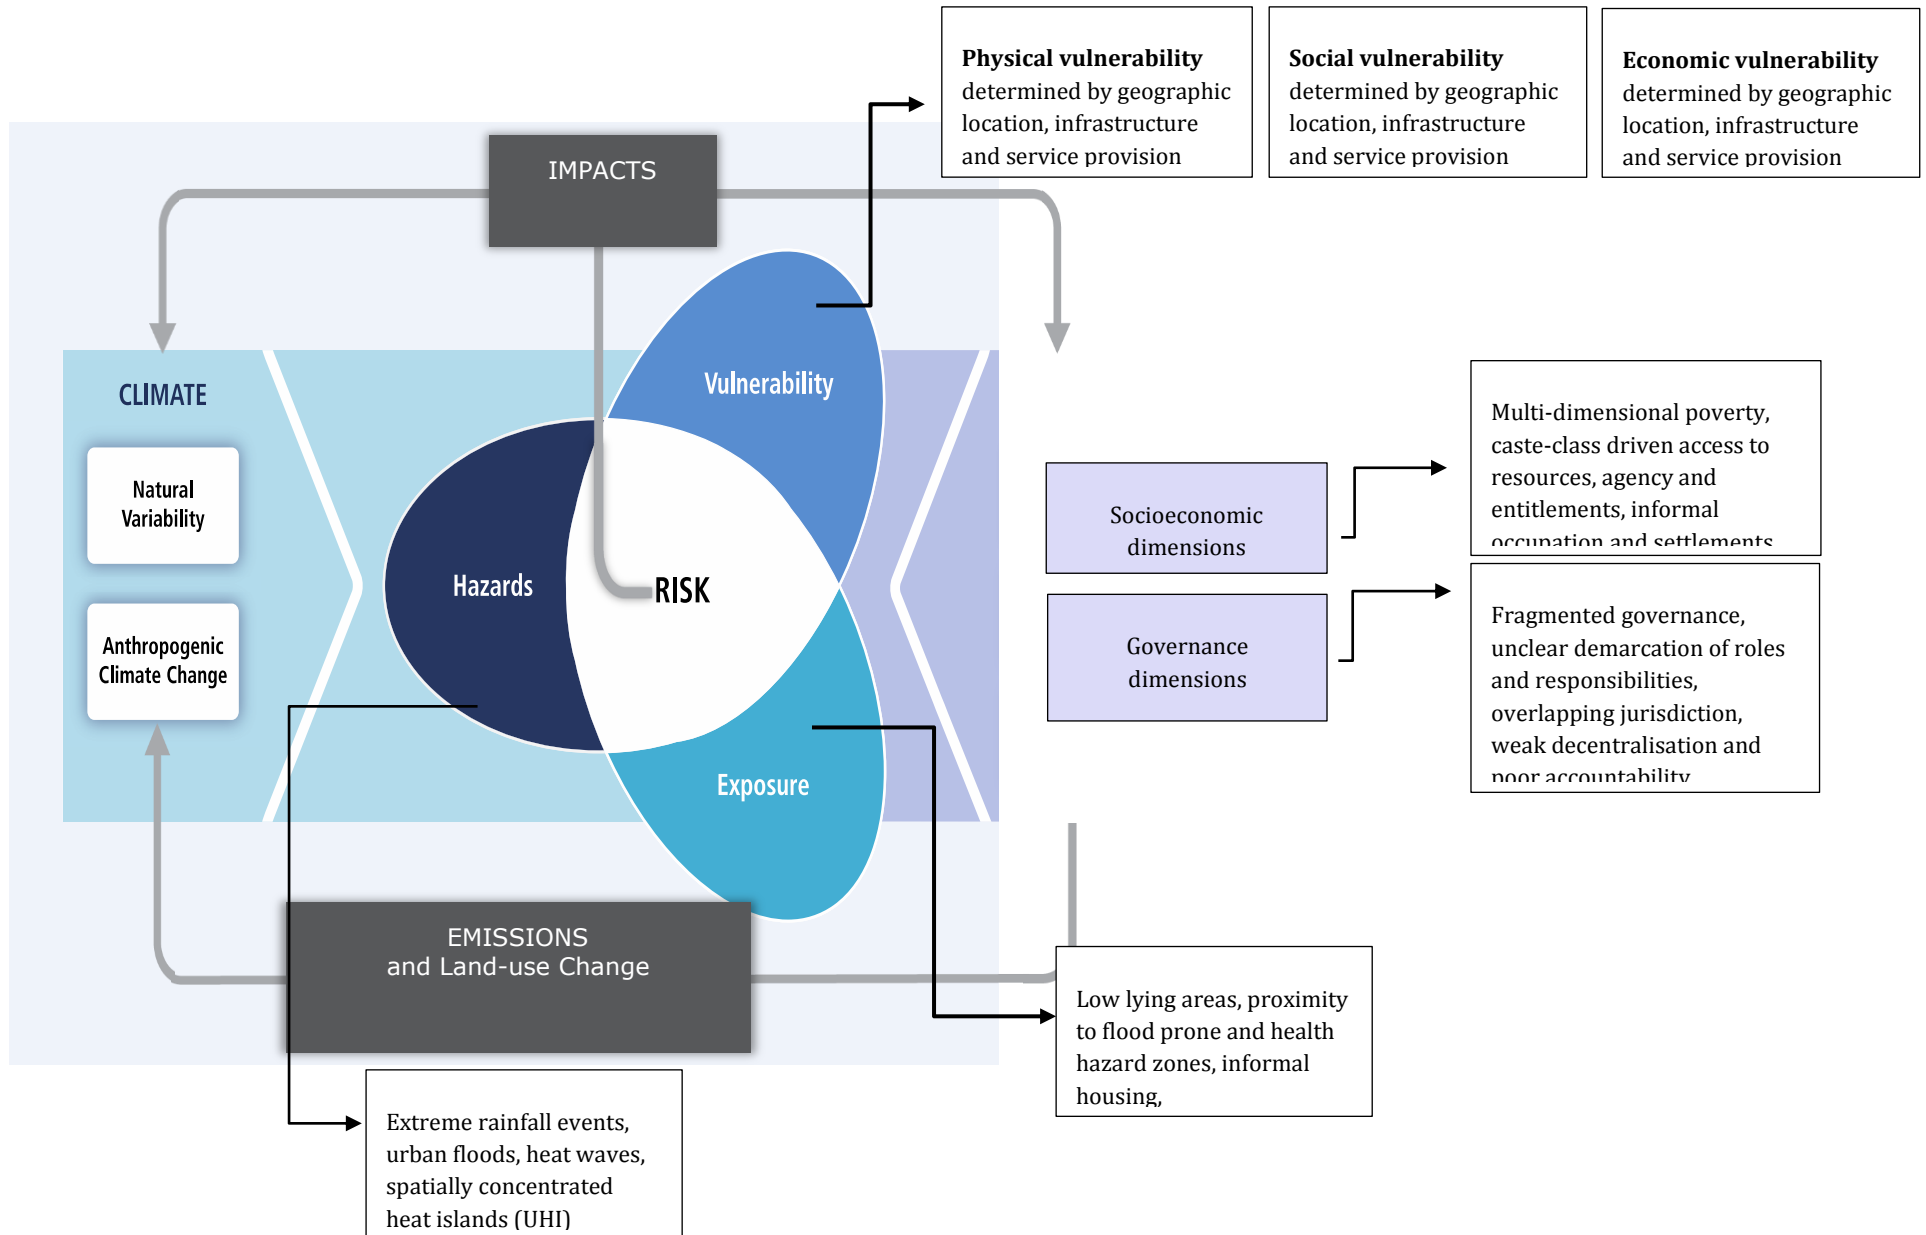 Physical vulnerability
determined by geographic
location, infrastructure
and service provision
Social vulnerability
determined by geographic
location, infrastructure
and service provision
Economic vulnerability
determined by geographic
location, infrastructure
and service provision
IMPACTS
CLIMATE
Natural
Variability
Anthropogenic
Climate Change
Vulnerability
Hazards
RISK
Exposure
Socioeconomic
dimensions
Governance
dimensions
Multi-dimensional poverty,
caste-class driven access to
resources, agency and
entitlements, informal
occupation and settlements
Fragmented governance,
unclear demarcation of roles
and responsibilities,
overlapping jurisdiction,
weak decentralisation and
poor accountability
EMISSIONS
and Land-use Change
Low lying areas, proximity
to flood prone and health
hazard zones, informal
housing,
Extreme rainfall events,
urban floods, heat waves,
spatially concentrated
heat islands (UHI)